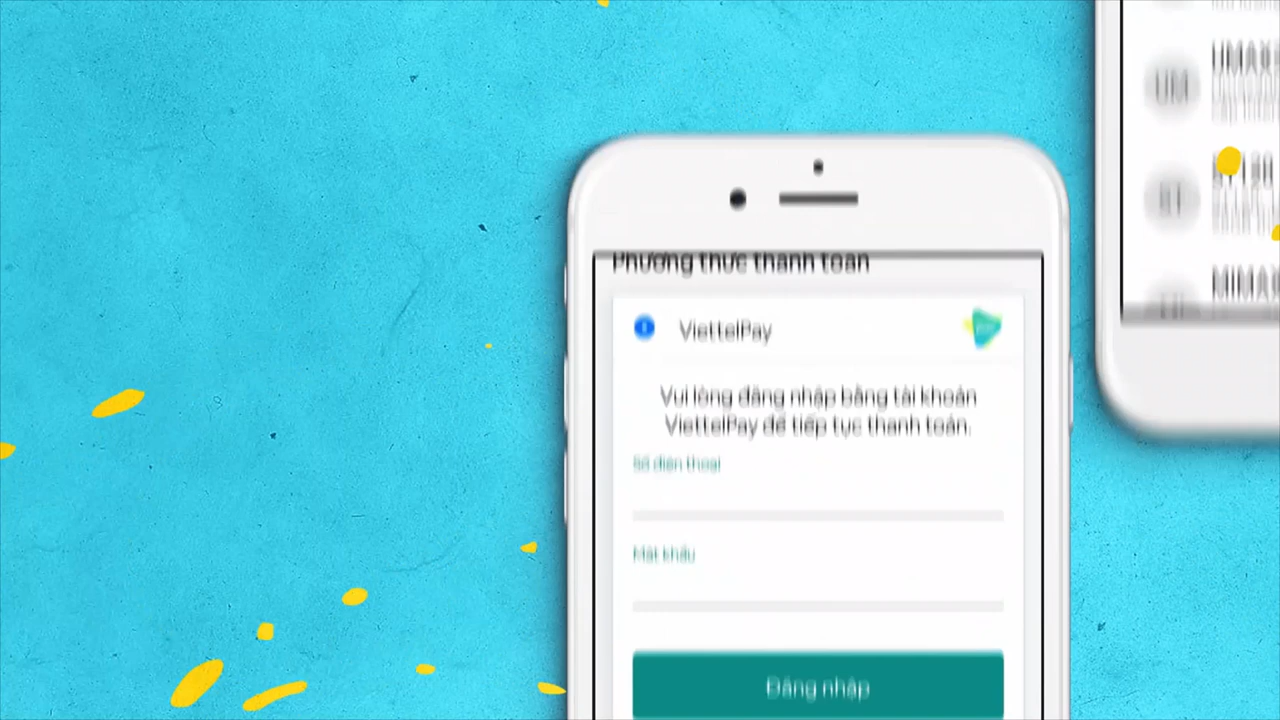 Phương thức thanh toán
ViettelPay
Vui lòng đăng nhập bằng tài khoản
ViettelPay để tiếp tục thanh toán.
Số điện thoại
Mật khẩu
Đăng nhập
UM